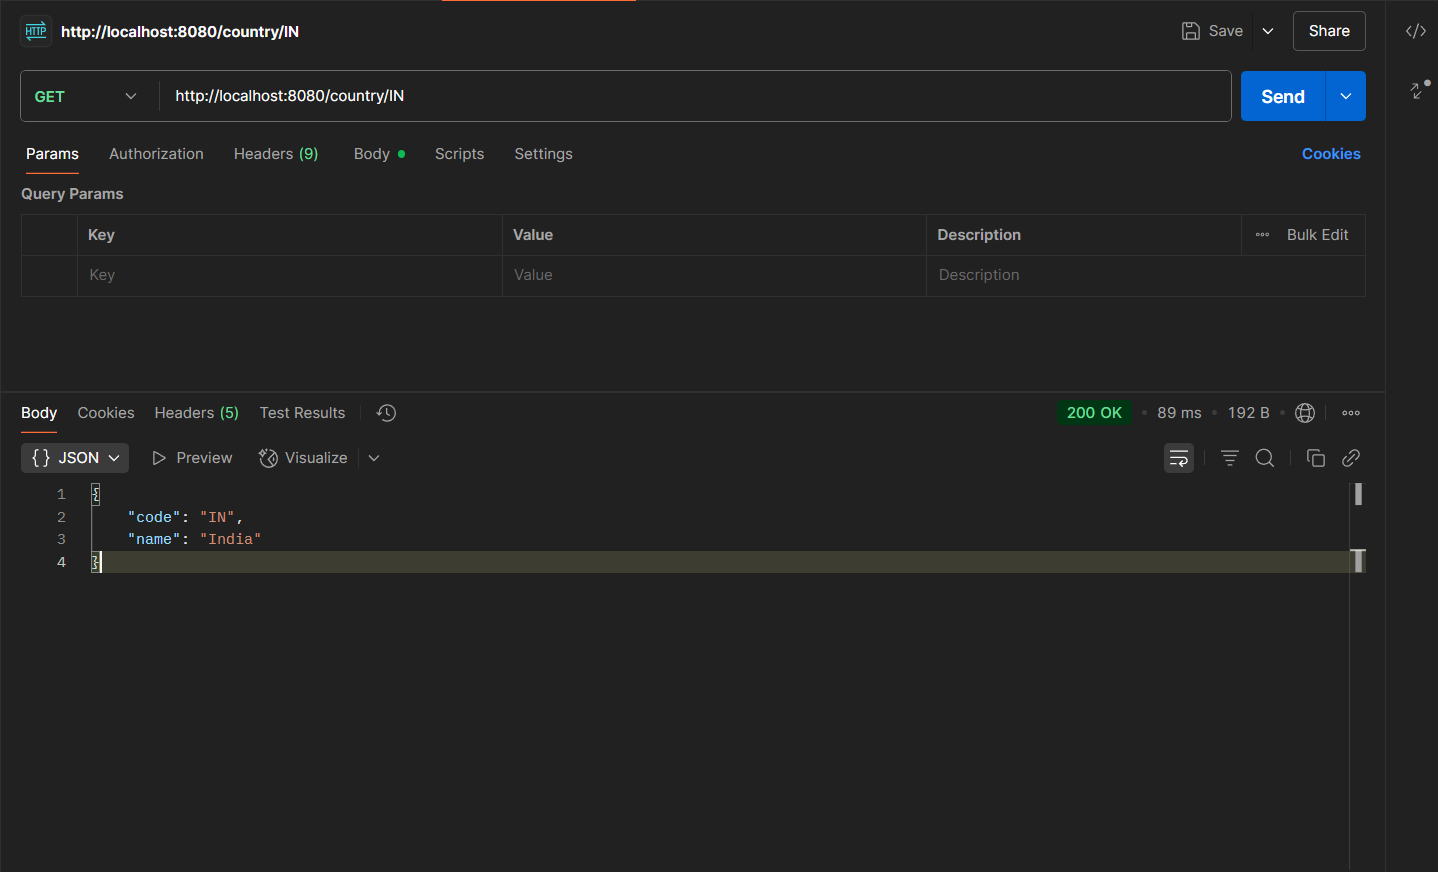 HTTP http://localhost:8080/country/IN Save Share
GET http://localhost:8080/country/IN Send
Params Authorization Headers (9) Body Scripts Settings Cookies
Query Params
Key Value Description Bulk Edit
Key Value Description
Body Cookies Headers (5) Test Results 200 OK 89 ms 192 B
{} JSON Preview Visualize
1 {
2 "code": "IN",
3 "name": "India"
4 }